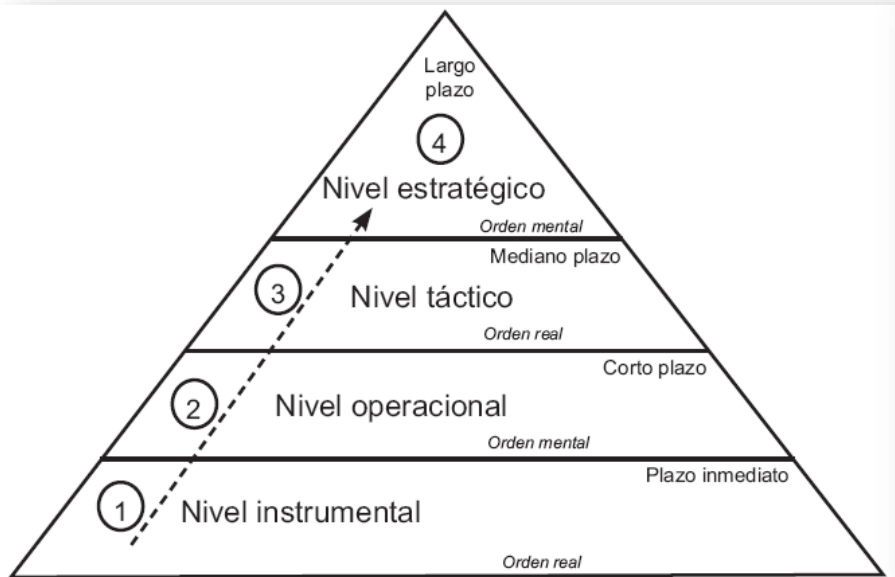 Largo
plazo
4
Nivel estratégico
Orden mental
Mediano plazo
3
Nivel táctico
Orden real
Corto plazo
2
Nivel operacional
Orden mental
Plazo inmediato
1
Nivel instrumental
Orden real